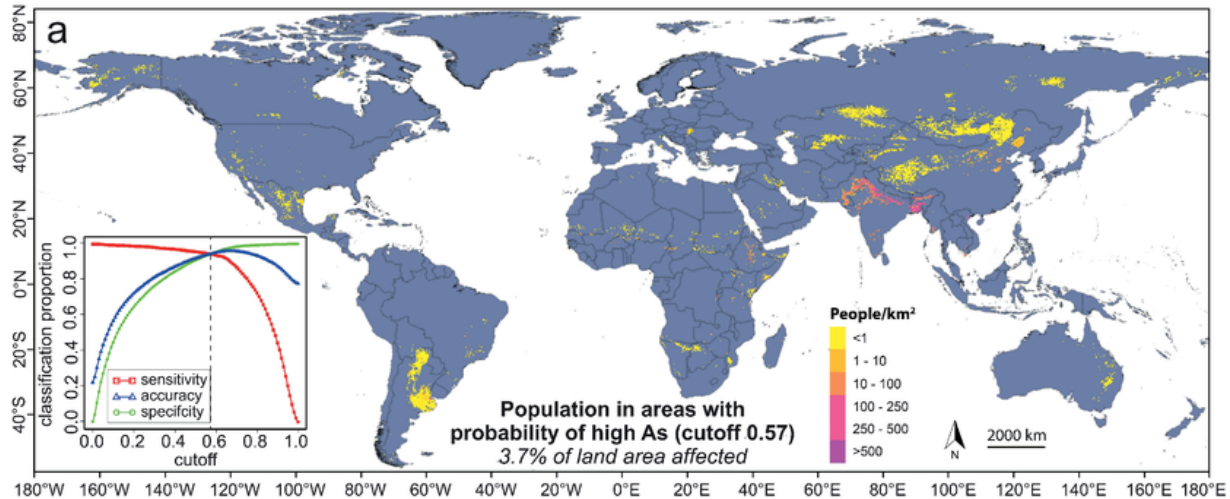 a
80°N
60°N
40°N
20°N
0°N
20°S
40°S
classification proportion
1.0
0.8
0.6
0.4
0.2
0.0
sensitivity
accuracy
specifcity
0.0 0.2 0.4 0.6 0.8 1.0
cutoff
Population in areas with
probability of high As (cutoff 0.57)
3.7% of land area affected
People/km²
<1
1 - 10
10 - 100
100 - 250
250 - 500
>500
N
2000 km
180°W 160°W 140°W 120°W 100°W 80°W 60°W 40°W 20°W 0°E 20°E 40°E 60°E 80°E 100°E 120°E 140°E 160°E 180°E